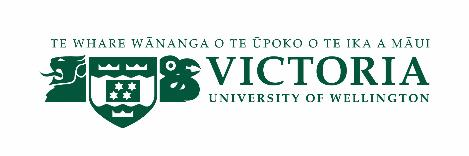 TE WHARE WĀNANGA O TE ŪPOKO O TE IKA A MĀUI
VICTORIA
UNIVERSITY OF WELLINGTON